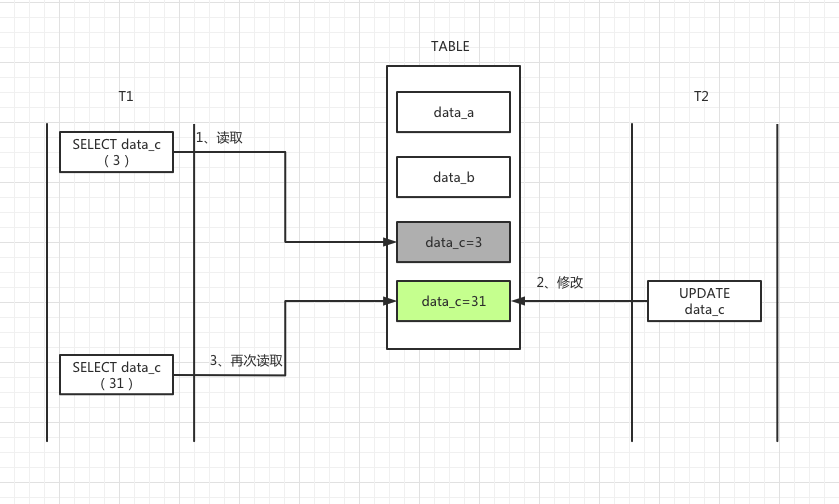 TABLE
T1
T2
SELECT data_c
( 3 )
1、读取
data_a
data_b
data_c=3
data_c=31
2、修改
UPDATE
data_c
3、再次读取
SELECT data_c
( 31 )